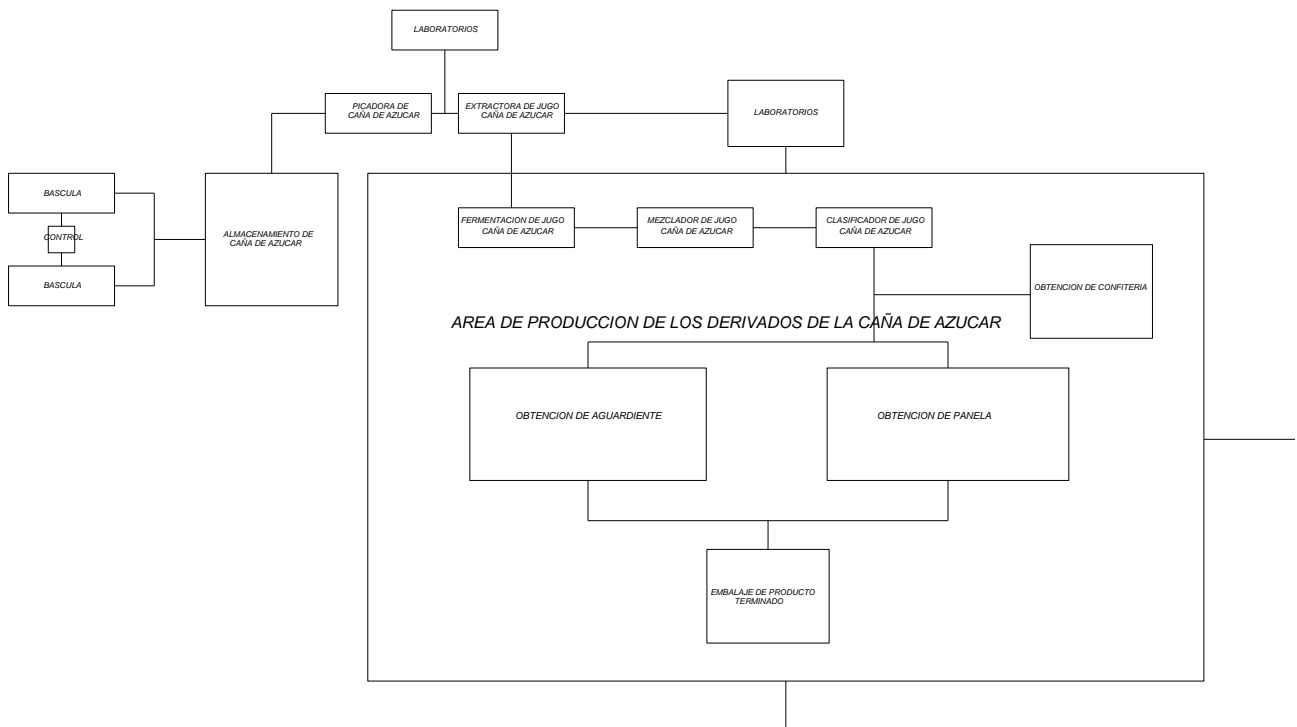 LABORATORIOS
PICADORA DE
CAÑA DE AZUCAR
EXTRACTORA DE JUGO
CAÑA DE AZUCAR
LABORATORIOS
BASCULA
CONTROL
BASCULA
ALMACENAMIENTO DE
CAÑA DE AZUCAR
FERMENTACION DE JUGO
CAÑA DE AZUCAR
MEZCLADOR DE JUGO
CAÑA DE AZUCAR
CLASIFICADOR DE JUGO
CAÑA DE AZUCAR
OBTENCION DE CONFITERIA
AREA DE PRODUCCION DE LOS DERIVADOS DE LA CAÑA DE AZUCAR
OBTENCION DE AGUARDIENTE
OBTENCION DE PANELA
EMBALAJE DE PRODUCTO
TERMINADO